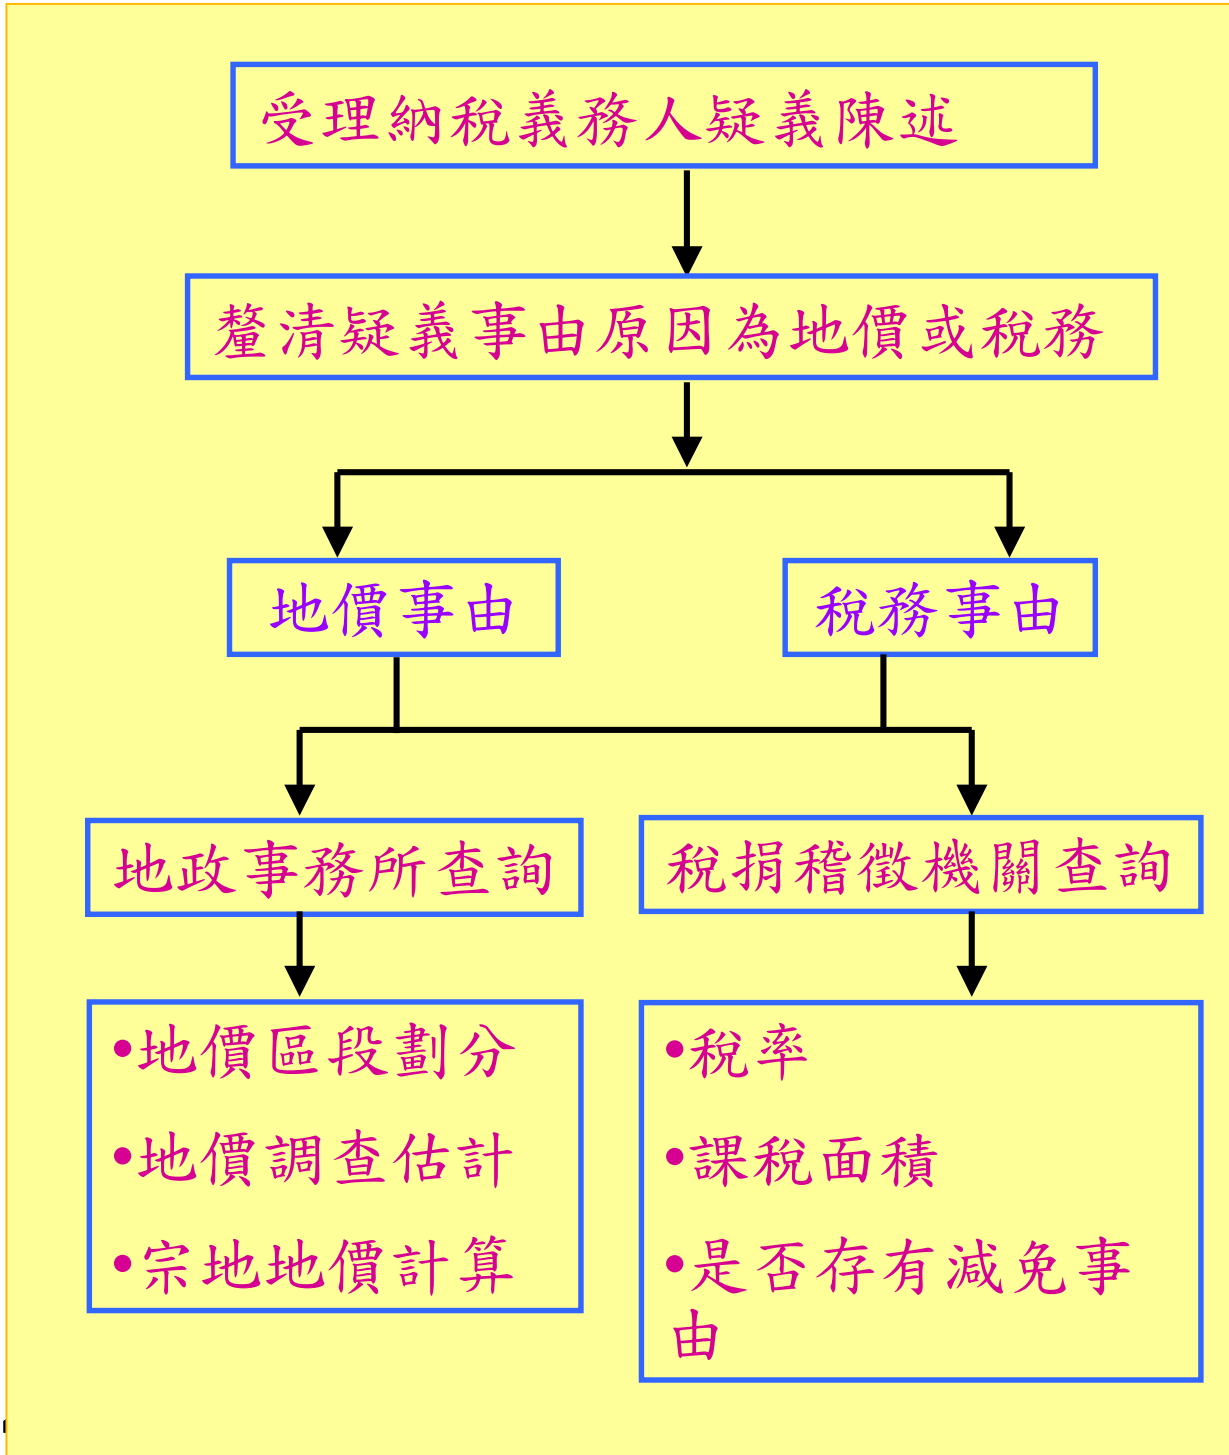 受理納稅義務人疑義陳述
釐清疑義事由原因為地價或稅務
地價事由
稅務事由
地政事務所查詢
稅捐稽徵機關查詢
•地價區段劃分
•地價調查估計
•宗地地價計算
•稅率
•課稅面積
•是否存有減免事
由